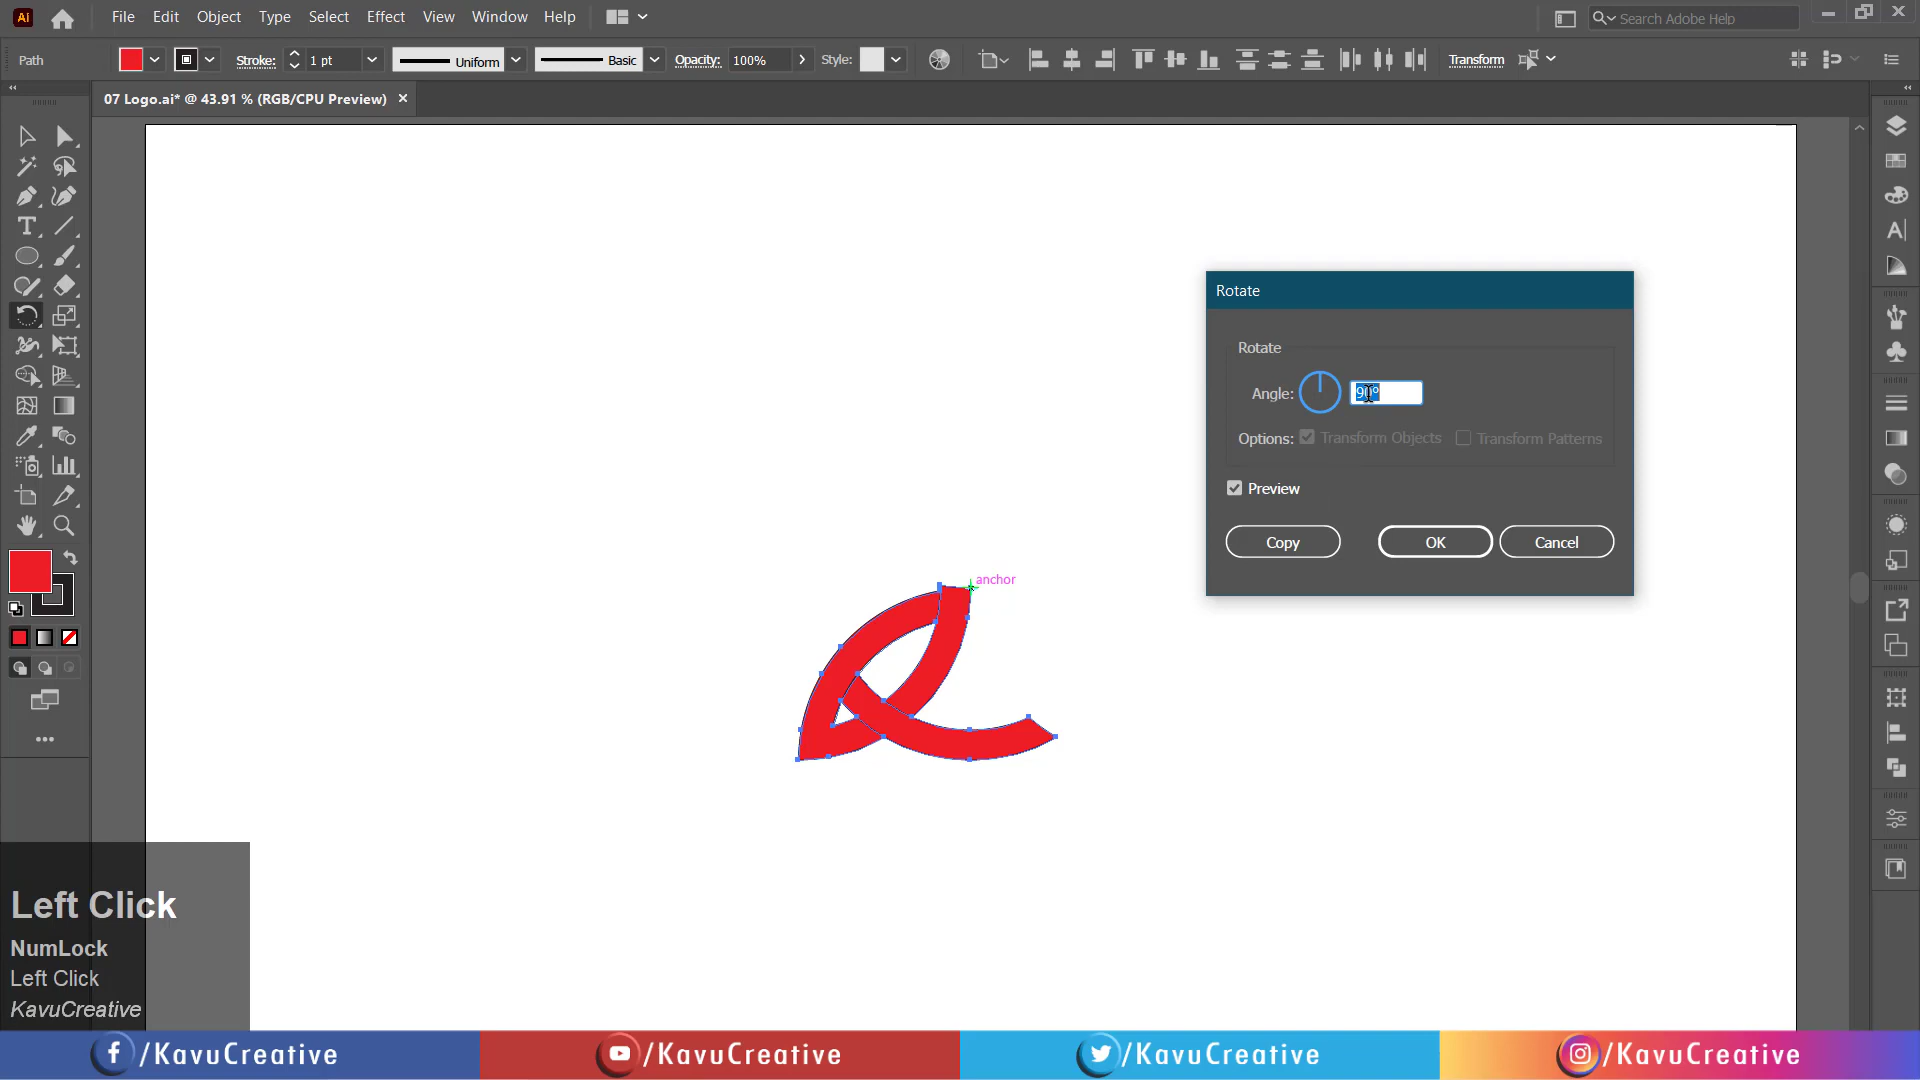 Ai File Edit Object Type Select Effect View Window Help Search Adobe Help
Path Stroke: 1 pt Uniform Basic Opacity: 100% Style: Transform
07 Logo.ai* @ 43.91 % (RGB/CPU Preview)
Rotate
Rotate
Angle: 90°
Options: Transform Objects Transform Patterns
Preview
Copy OK Cancel
anchor
Left Click
NumLock
Left Click
KavuCreative
/KavuCreative /KavuCreative /KavuCreative /KavuCreative